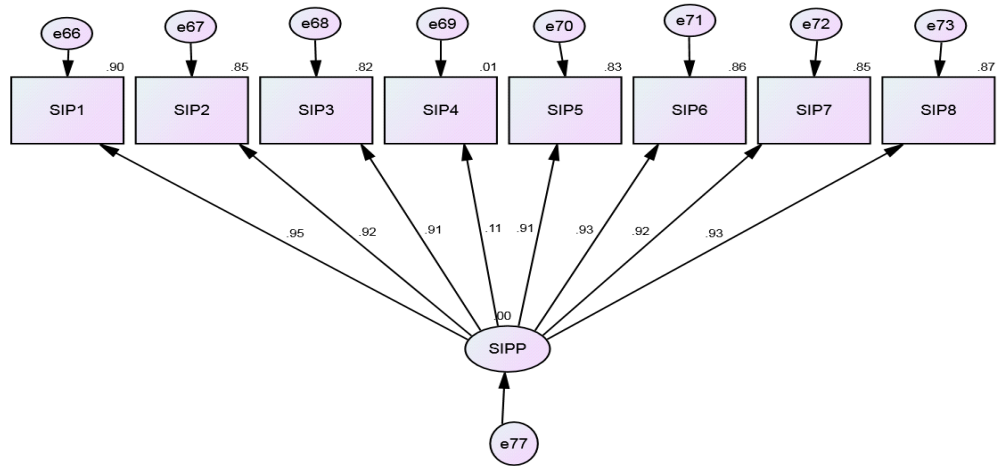 e66 e67 e68 e69 e70 e71 e72 e73
.90 .85 .82 .01 .83 .86 .85 .87
SIP1 SIP2 SIP3 SIP4 SIP5 SIP6 SIP7 SIP8
.95 .92 .91 .11 .91 .93 .92 .93
.00
SIPP
e77